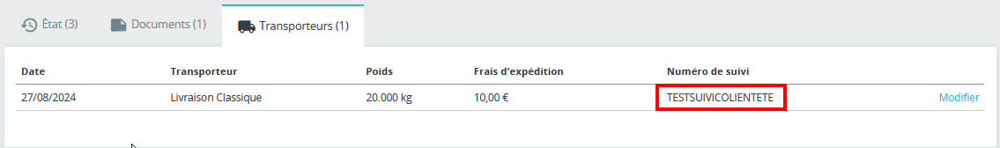 État (3) Documents (1) Transporteurs (1)
Date Transporteur Poids Frais d'expédition Numéro de suivi
27/08/2024 Livraison Classique 20.000 kg 10,00 € TESTSUIVICOLIENTETE Modifier